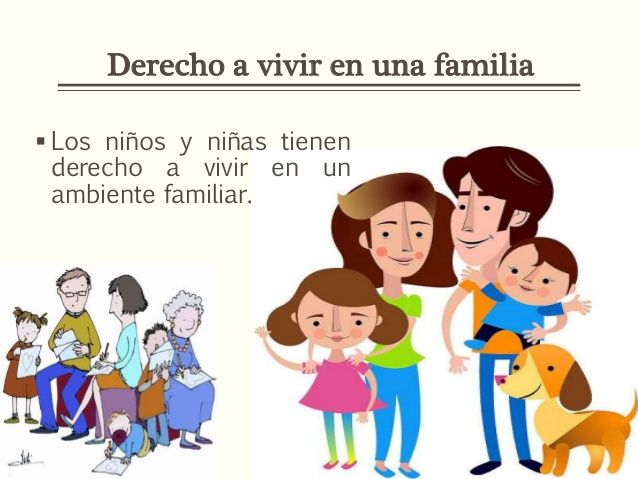 Derecho a vivir en una familia
▪ Los niños y niñas tienen
derecho a vivir en un
ambiente familiar.